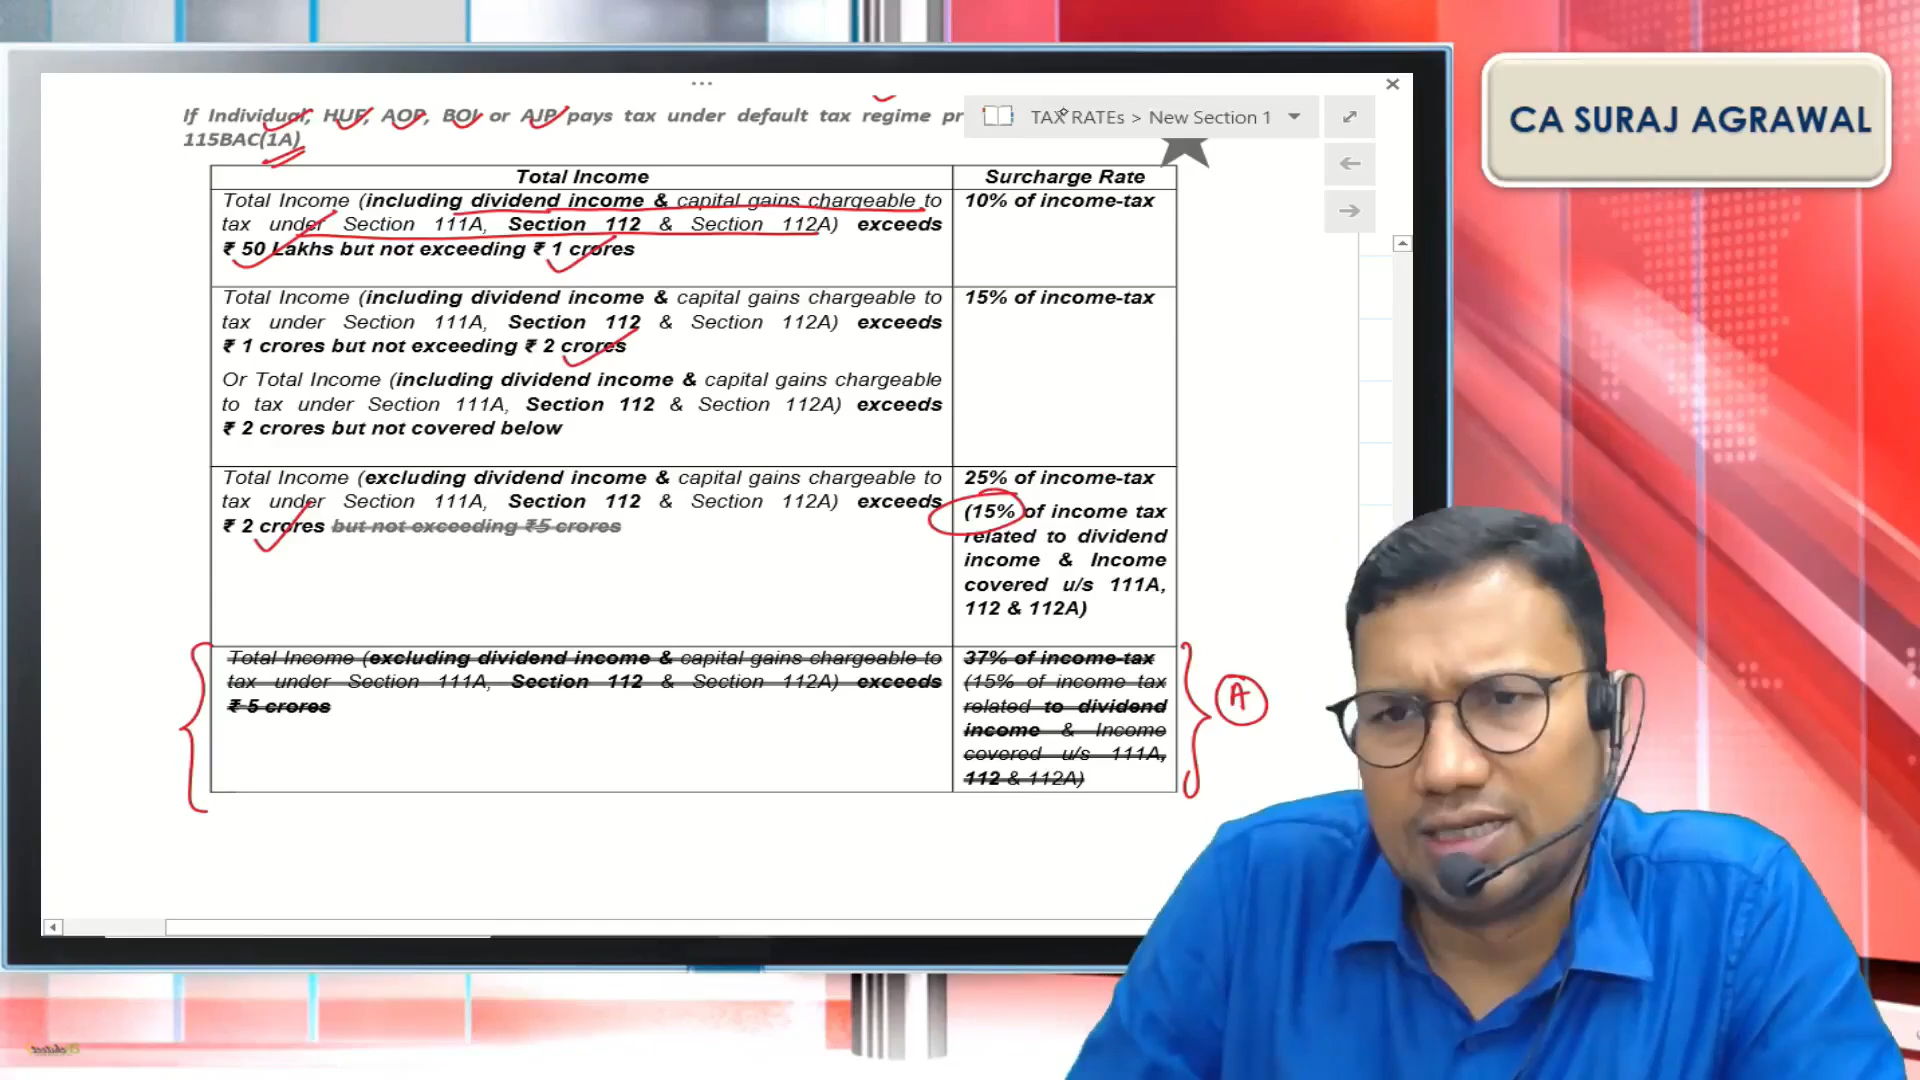 CA SURAJ AGRAWAL
If Individual, HUF, AOP, BOI or AJP pays tax under default tax regime pr
TAX RATEs > New Section 1
115BAC(1A)
Total Income
Surcharge Rate
Total Income (including dividend income & capital gains chargeable to
tax under Section 111A, Section 112 & Section 112A) exceeds
₹ 50 Lakhs but not exceeding ₹ 1 crores
10% of income-tax
Total Income (including dividend income & capital gains chargeable to
tax under Section 111A, Section 112 & Section 112A) exceeds
₹ 1 crores but not exceeding ₹ 2 crores
Or Total Income (including dividend income & capital gains chargeable
to tax under Section 111A, Section 112 & Section 112A) exceeds
₹ 2 crores but not covered below
15% of income-tax
Total Income (excluding dividend income & capital gains chargeable to
tax under Section 111A, Section 112 & Section 112A) exceeds
₹ 2 crores but not exceeding ₹5 crores
25% of income-tax
(15% of income tax
related to dividend
income & Income
covered u/s 111A,
112 & 112A)
Total Income (excluding dividend income & capital gains chargeable to
tax under Section 111A, Section 112 & Section 112A) exceeds
₹ 5 crores
37% of income-tax
(15% of income tax
related to dividend
income & Income
covered u/s 111A,
112 & 112A)
A